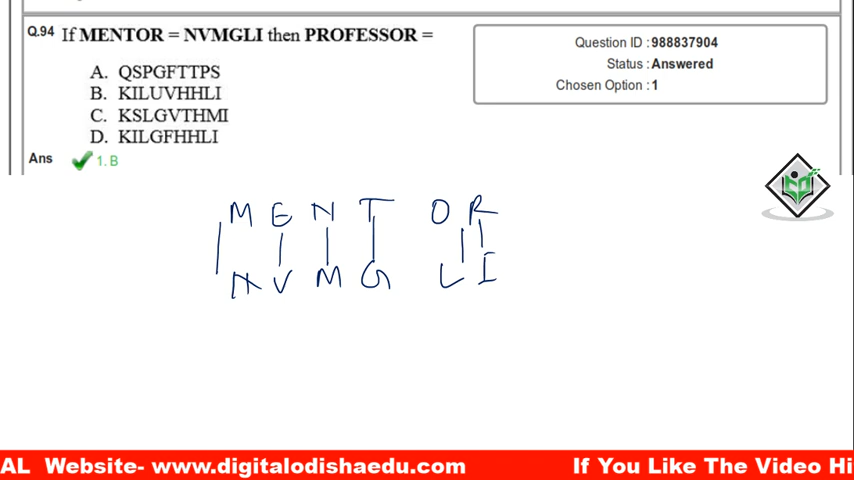 Q.94 If MENTOR = NVMGLI then PROFESSOR =
A. QSPGFTTPS
B. KILUVHHLI
C. KSLGVTHMI
D. KILGFHHLI
Ans 1. B
Question ID : 988837904
Status : Answered
Chosen Option : 1
M E N T O R
N V M G L I
AL Website- www.digitalodishaedu.com If You Like The Video Hi